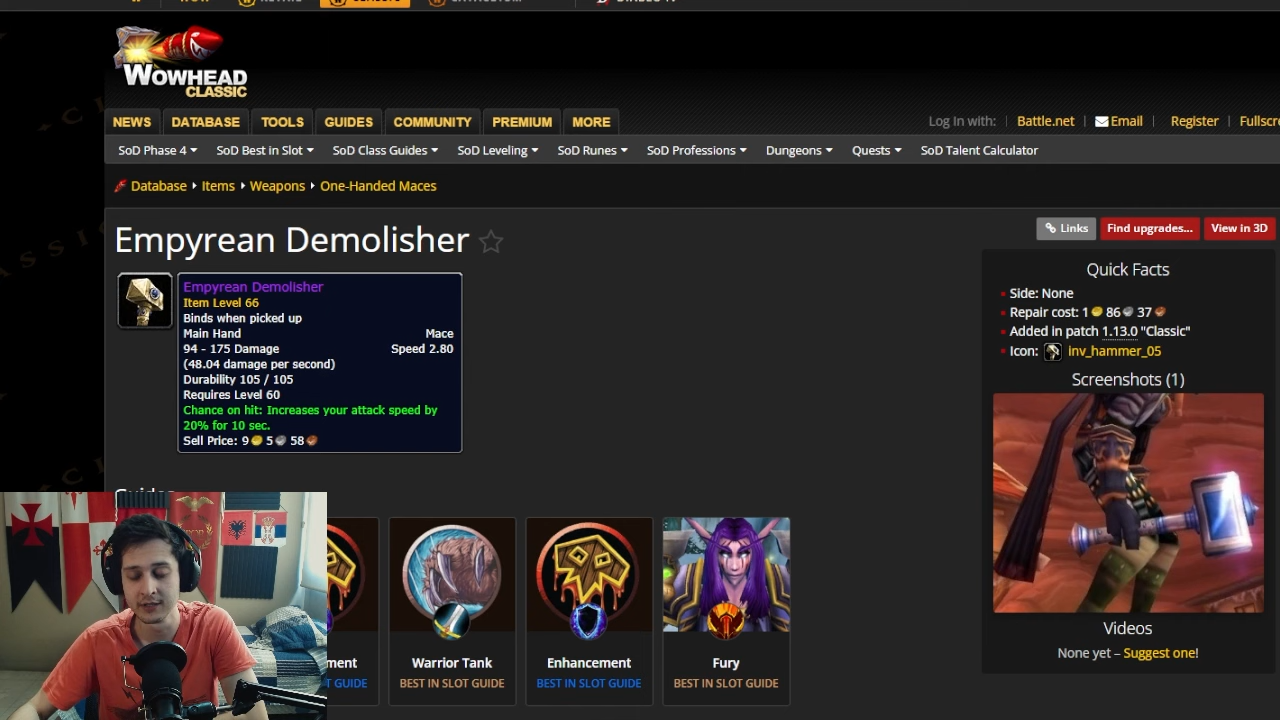 WOWHEAD
CLASSIC
NEWS DATABASE TOOLS GUIDES COMMUNITY PREMIUM MORE
Log In with: Battle.net Email Register
SoD Phase 4 SoD Best in Slot SoD Class Guides SoD Leveling SoD Runes SoD Professions Dungeons Quests SoD Talent Calculator
Database Items Weapons One-Handed Maces
Empyrean Demolisher
Links Find upgrades... View in 3D
Empyrean Demolisher
Item Level 66
Binds when picked up
Main Hand Mace
94 - 175 Damage Speed 2.80
(48.04 damage per second)
Durability 105 / 105
Requires Level 60
Chance on hit: Increases your attack speed by
20% for 10 sec.
Sell Price: 9 5 58
Quick Facts
Side: None
Repair cost: 1 86 37
Added in patch 1.13.0 "Classic"
Icon: inv_hammer_05
Screenshots (1)
Videos
None yet – Suggest one!
Guides
Warrior Tank
BEST IN SLOT GUIDE
Enhancement
BEST IN SLOT GUIDE
Fury
BEST IN SLOT GUIDE